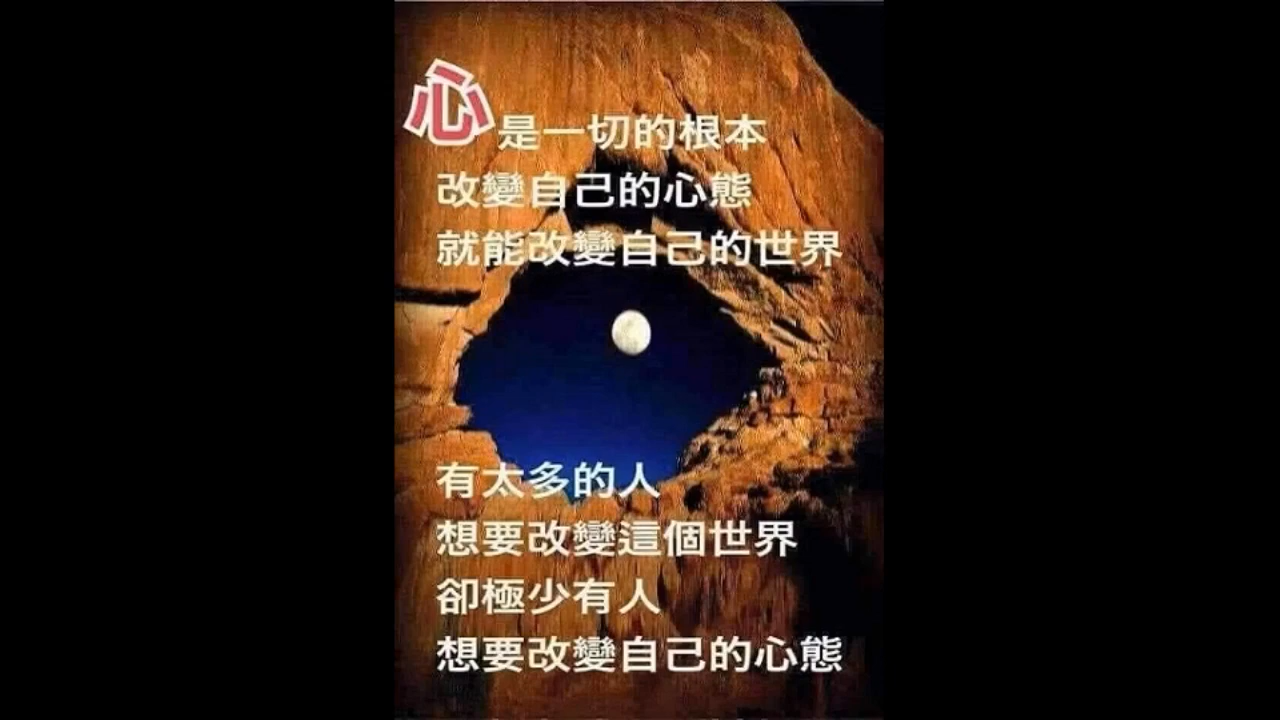 心是一切的根本
改變自己的心態
就能改變自己的世界
有太多的人
想要改變這個世界
卻極少有人
想要改變自己的心態